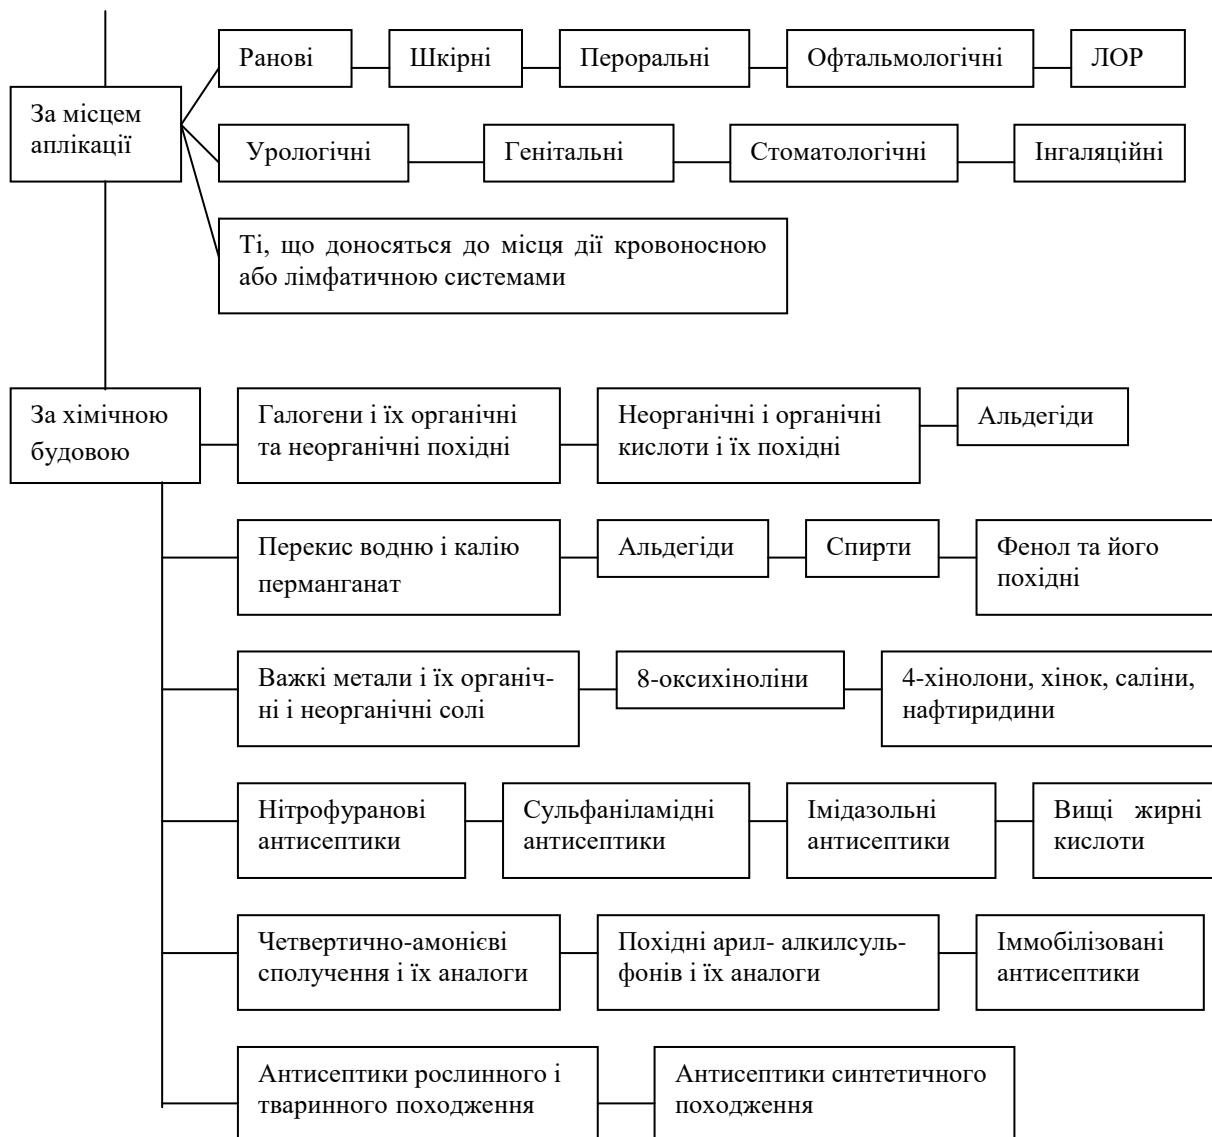 Ранові
Шкірні
Пероральні
Офтальмологічні
ЛОР
За місцем
аплікації
Урологічні
Генітальні
Стоматологічні
Інгаляційні
Ті, що доносяться до місця дії кровоносною
або лімфатичною системами
За хімічною
будовою
Галогени і їх органічні
та неорганічні похідні
Неорганічні і органічні
кислоти і їх похідні
Альдегіди
Перекис водню і калію
перманганат
Альдегіди
Спирти
Фенол та його
похідні
Важкі метали і їх органіч-
ні і неорганічні солі
8-оксихіноліни
4-хінолони, хінок, саліни,
нафтиридини
Нітрофуранові
антисептики
Сульфаніламідні
антисептики
Імідазольні
антисептики
Вищі жирні
кислоти
Четвертично-амонієві
сполучення і їх аналоги
Похідні арил- алкилсуль-
фонів і їх аналоги
Іммобілізовані
антисептики
Антисептики рослинного і
тваринного походження
Антисептики синтетичного
походження